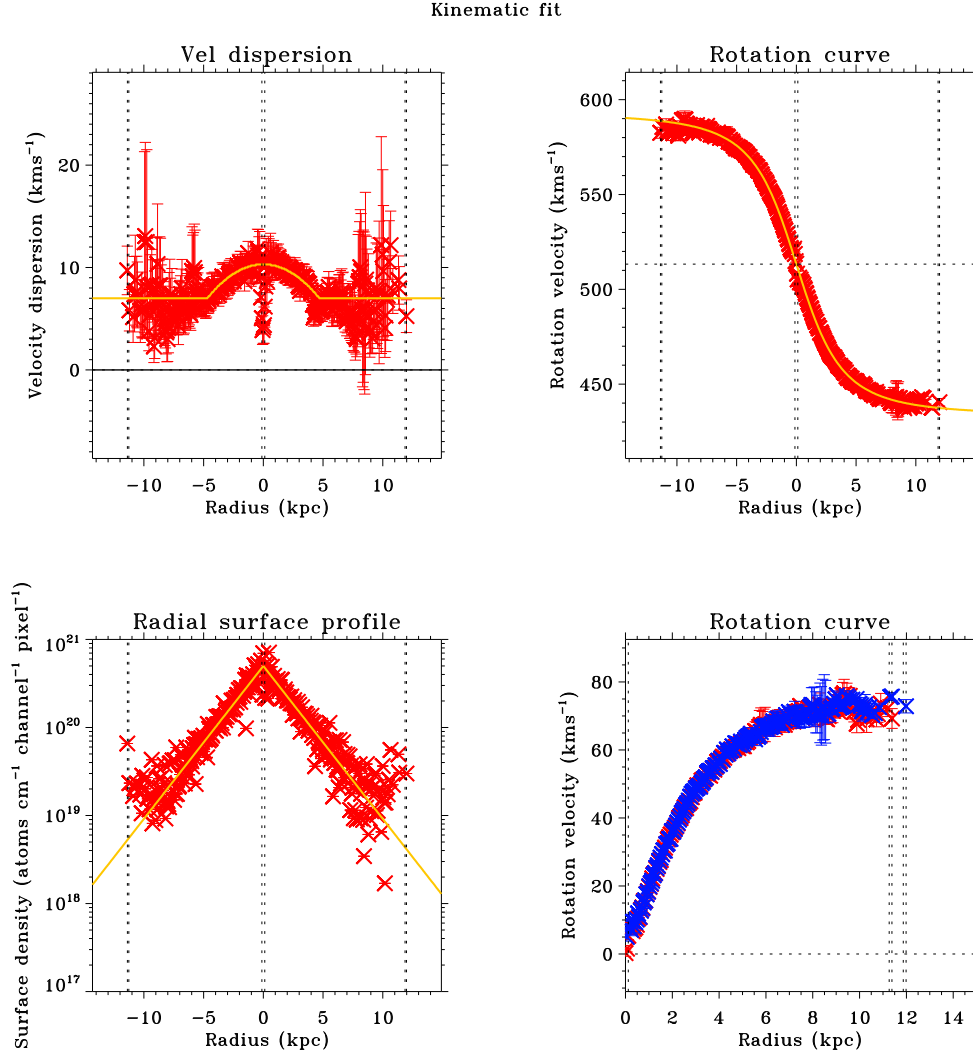 Kinematic fit
Vel dispersion
Velocity dispersion (kms⁻¹)
20
10
0
−10 −5 0 5 10
Radius (kpc)
Rotation curve
Rotation velocity (kms⁻¹)
600
550
500
450
−10 −5 0 5 10
Radius (kpc)
Radial surface profile
Surface density (atoms cm⁻¹ channel⁻¹ pixel⁻¹)
10²¹
10²⁰
10¹⁹
10¹⁸
10¹⁷
−10 −5 0 5 10
Radius (kpc)
Rotation curve
Rotation velocity (kms⁻¹)
80
60
40
20
0
0 2 4 6 8 10 12 14
Radius (kpc)